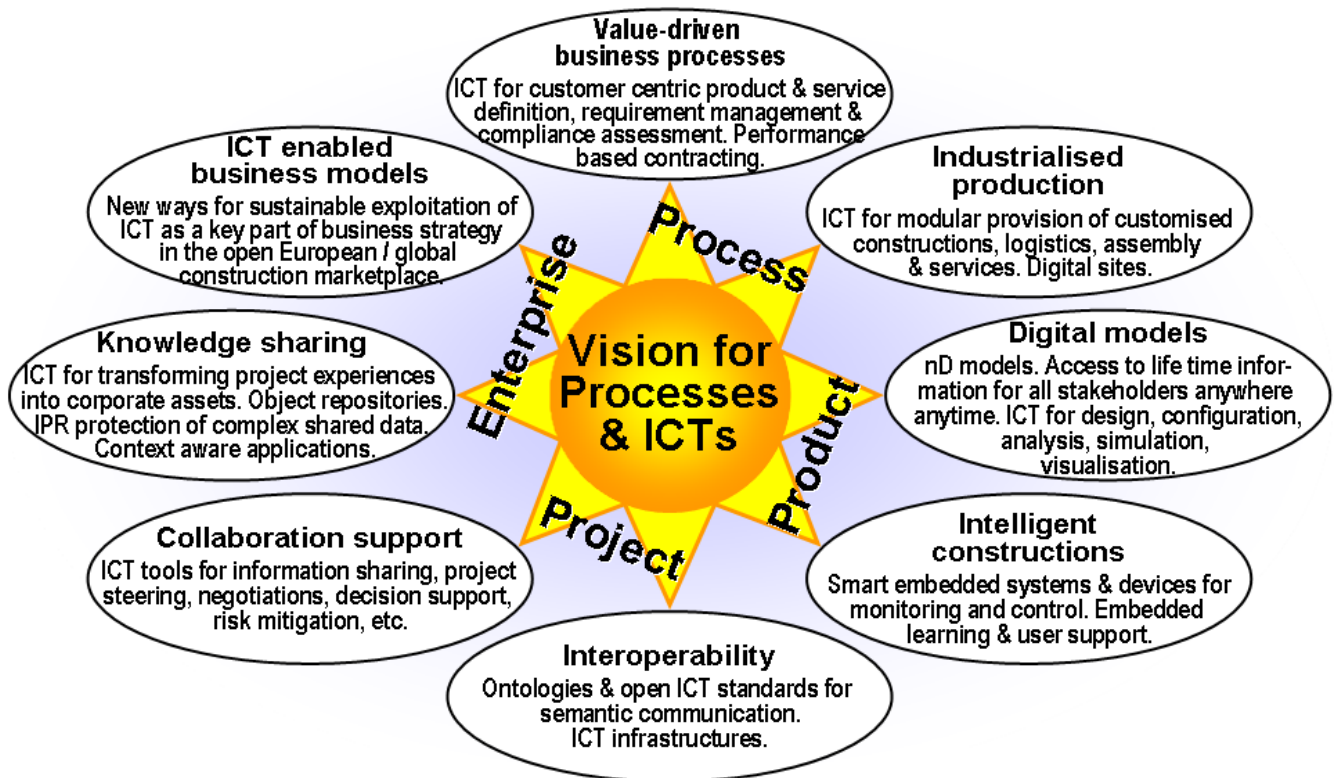 Value-driven
business processes
ICT for customer centric product & service
definition, requirement management &
compliance assessment. Performance
based contracting.
ICT enabled
business models
New ways for sustainable exploitation of
ICT as a key part of business strategy
in the open European / global
construction marketplace.
Industrialised
production
ICT for modular provision of customised
constructions, logistics, assembly
& services. Digital sites.
Process
Enterprise
Vision for
Processes
& ICTs
Product
Project
Knowledge sharing
ICT for transforming project experiences
into corporate assets. Object repositories.
IPR protection of complex shared data.
Context aware applications.
Digital models
nD models. Access to life time infor-
mation for all stakeholders anywhere
anytime. ICT for design, configuration,
analysis, simulation,
visualisation.
Collaboration support
ICT tools for information sharing, project
steering, negotiations, decision support,
risk mitigation, etc.
Intelligent
constructions
Smart embedded systems & devices for
monitoring and control. Embedded
learning & user support.
Interoperability
Ontologies & open ICT standards for
semantic communication.
ICT infrastructures.